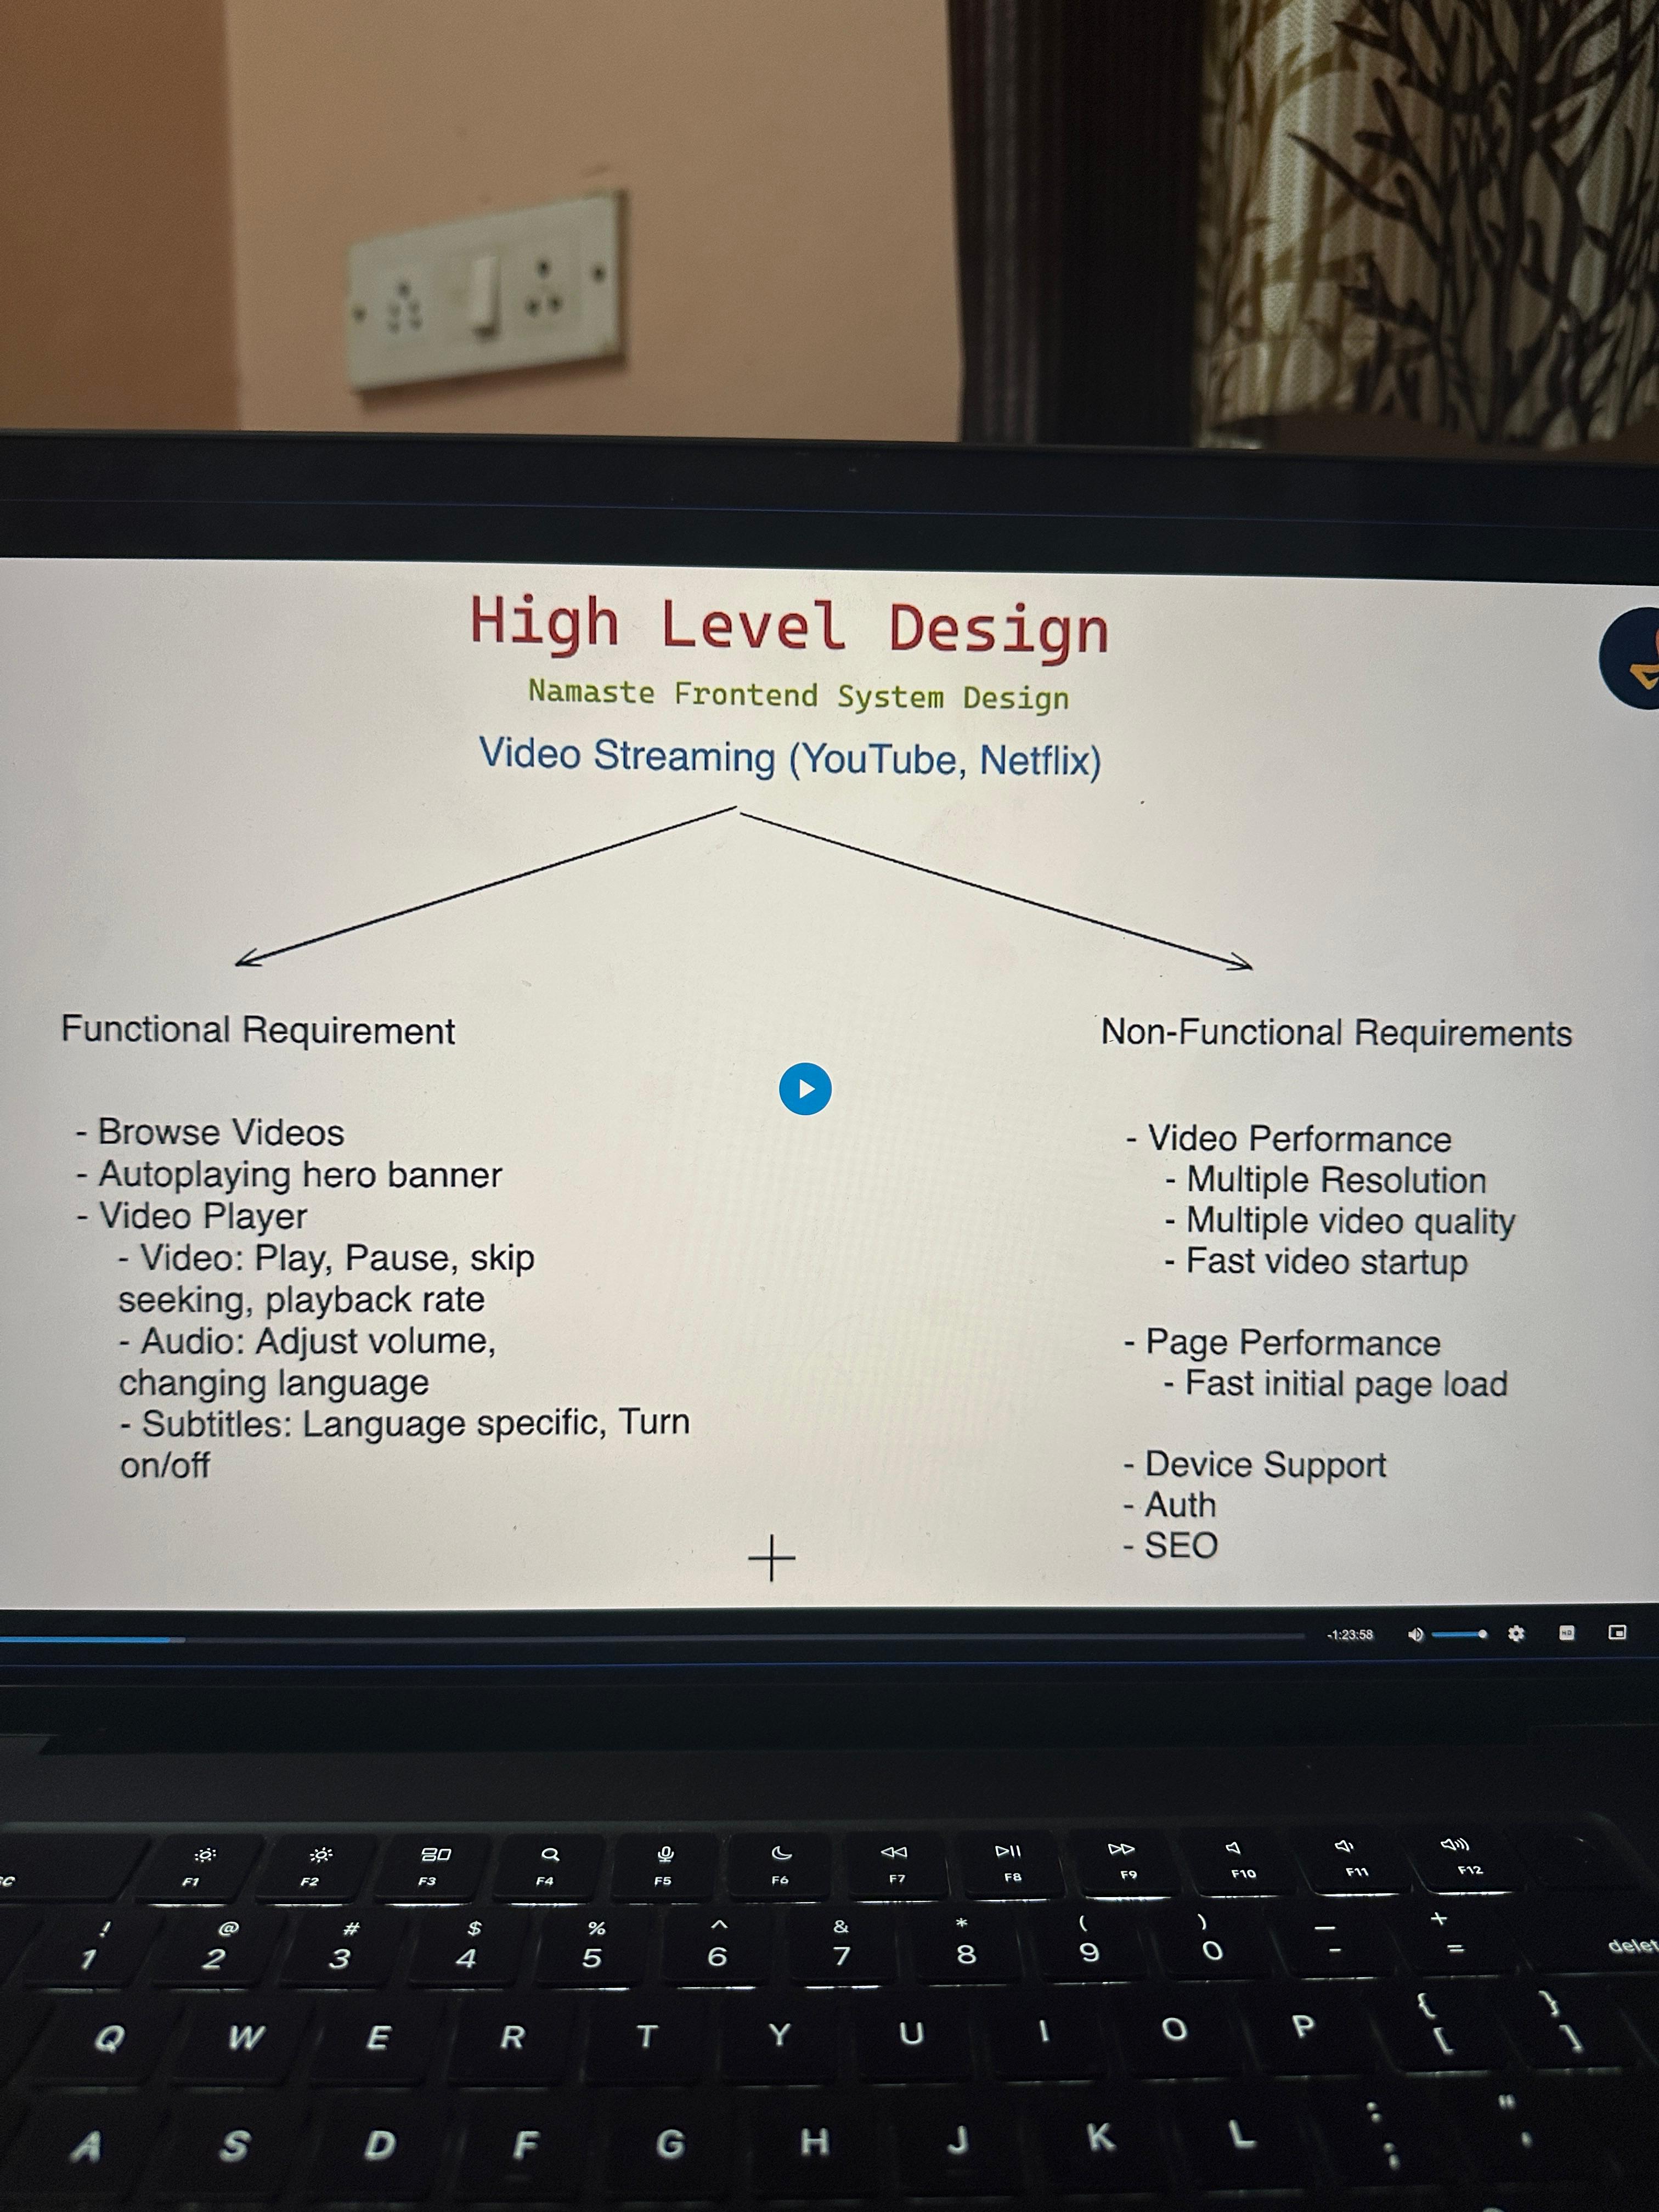 High Level Design
Namaste Frontend System Design
Video Streaming (YouTube, Netflix)
Functional Requirement
- Browse Videos
- Autoplaying hero banner
- Video Player
- Video: Play, Pause, skip
seeking, playback rate
- Audio: Adjust volume,
changing language
- Subtitles: Language specific, Turn
on/off
Non-Functional Requirements
- Video Performance
- Multiple Resolution
- Multiple video quality
- Fast video startup
- Page Performance
- Fast initial page load
- Device Support
- Auth
- SEO
-1:23:58
F1 F2 F3 F4 F5 F6 F7 F8 F9 F10 F11 F12
! @ # $ % ^ & * ( ) — +
1 2 3 4 5 6 7 8 9 0 - =
delet
{ }
Q W E R T Y U I O P [ ]
: "
A S D F G H J K L ; '